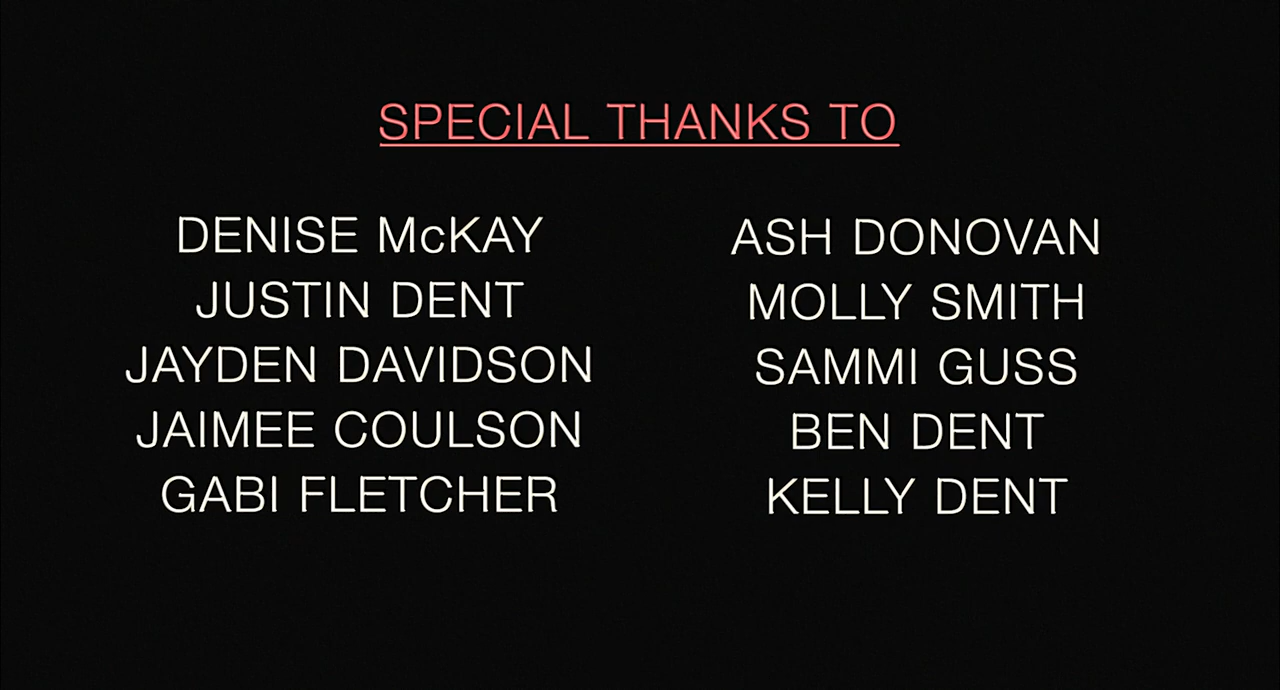 SPECIAL THANKS TO
DENISE McKAY
JUSTIN DENT
JAYDEN DAVIDSON
JAIMEE COULSON
GABI FLETCHER
ASH DONOVAN
MOLLY SMITH
SAMMI GUSS
BEN DENT
KELLY DENT